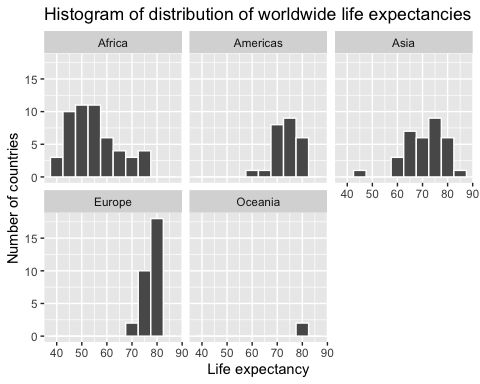 Histogram of distribution of worldwide life expectancies
Africa Americas Asia
15
10
5
0
40 50 60 70 80 90
Europe Oceania
15
10
5
0
40 50 60 70 80 90 40 50 60 70 80 90
Number of countries
Life expectancy